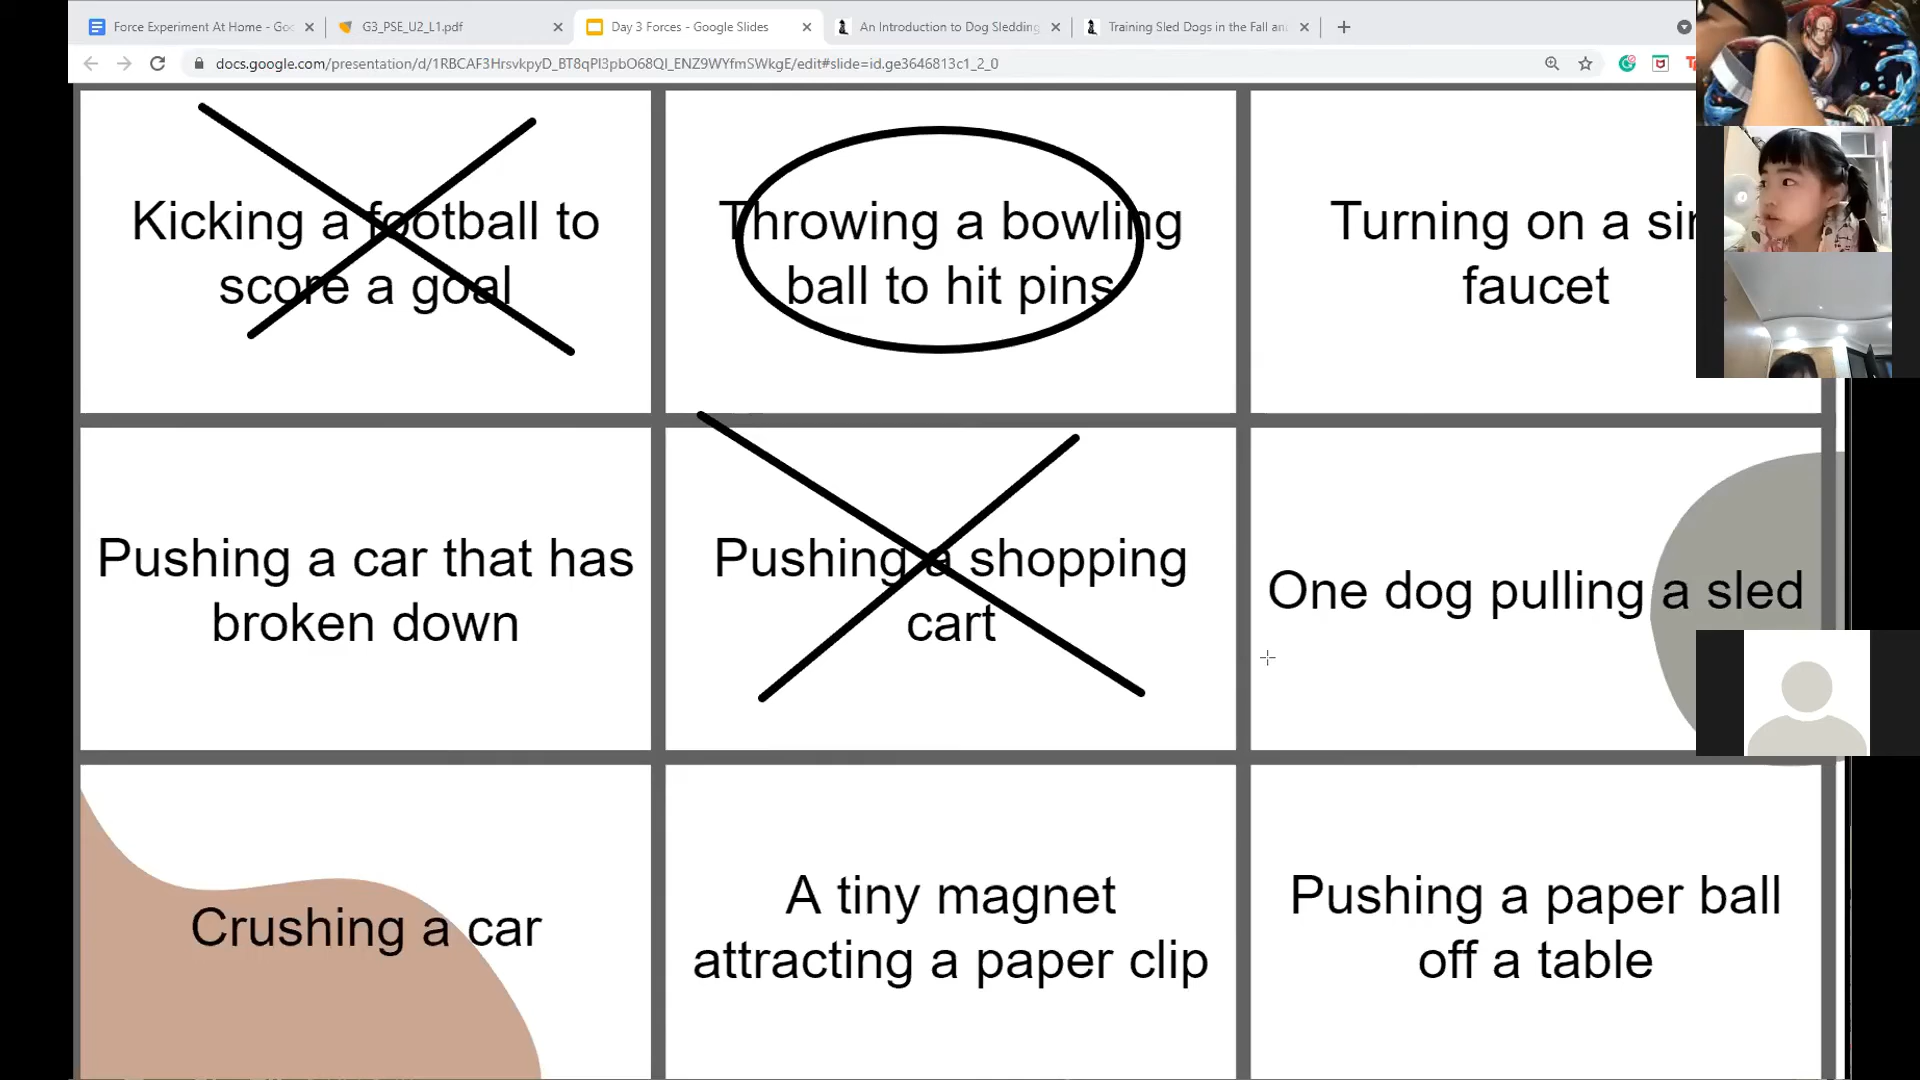 Force Experiment At Home - Goo
G3_PSE_U2_L1.pdf
Day 3 Forces - Google Slides
An Introduction to Dog Sledding
Training Sled Dogs in the Fall an
docs.google.com/presentation/d/1RBCAF3HrsvkpyD_BT8qPl3pbO68QI_ENZ9WYfmSWkgE/edit#slide=id.ge3646813c1_2_0
Kicking a football to
score a goal
Throwing a bowling
ball to hit pins
Turning on a sin
faucet
Pushing a car that has
broken down
Pushing a shopping
cart
One dog pulling a sled
Crushing a car
A tiny magnet
attracting a paper clip
Pushing a paper ball
off a table